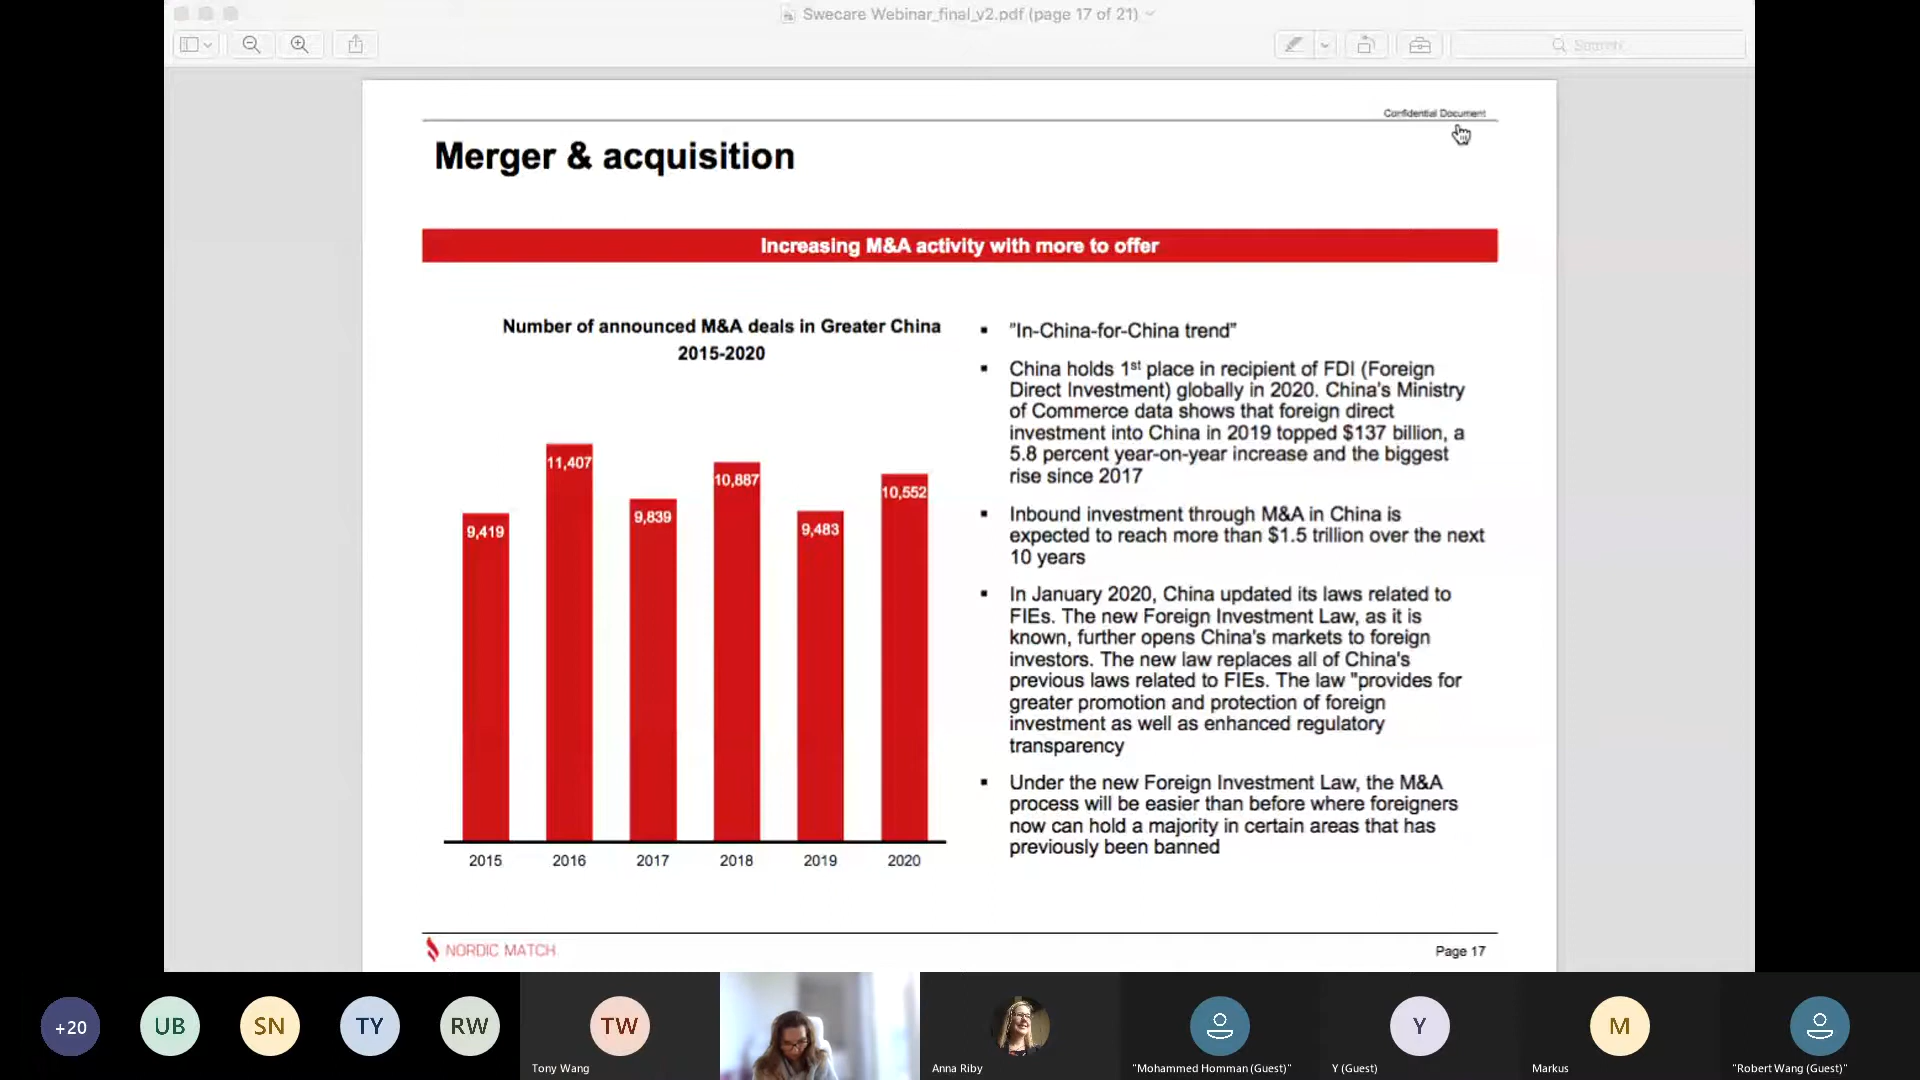 Swecare Webinar_final_v2.pdf (page 17 of 21)
Search
Confidential Document
Merger & acquisition
Increasing M&A activity with more to offer
Number of announced M&A deals in Greater China
2015-2020
9,419
11,407
9,839
10,887
9,483
10,552
2015
2016
2017
2018
2019
2020
▪ "In-China-for-China trend"
▪ China holds 1st place in recipient of FDI (Foreign
Direct Investment) globally in 2020. China's Ministry
of Commerce data shows that foreign direct
investment into China in 2019 topped $137 billion, a
5.8 percent year-on-year increase and the biggest
rise since 2017
▪ Inbound investment through M&A in China is
expected to reach more than $1.5 trillion over the next
10 years
▪ In January 2020, China updated its laws related to
FIEs. The new Foreign Investment Law, as it is
known, further opens China's markets to foreign
investors. The new law replaces all of China's
previous laws related to FIEs. The law "provides for
greater promotion and protection of foreign
investment as well as enhanced regulatory
transparency
▪ Under the new Foreign Investment Law, the M&A
process will be easier than before where foreigners
now can hold a majority in certain areas that has
previously been banned
NORDIC MATCH
Page 17
+20
UB
SN
TY
RW
TW
Y
M
Tony Wang
Anna Riby
"Mohammed Homman (Guest)"
Y (Guest)
Markus
"Robert Wang (Guest)"